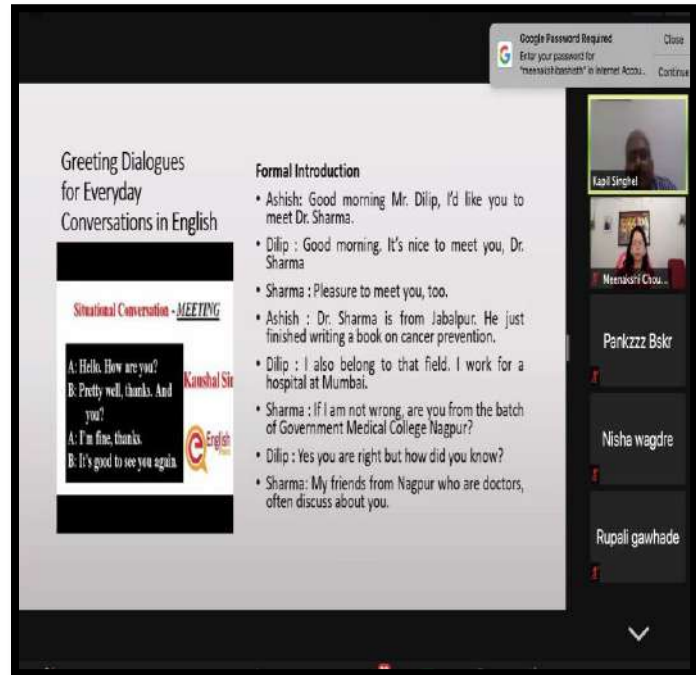 Google Password Required
Close
Enter your password for
"meenakshibashisth" in Internet Accou...
Continue
Greeting Dialogues
for Everyday
Conversations in English
Situational Conversation - MEETING
A: Hello. How are you?
B: Pretty well, thanks. And
you?
A: I'm fine, thanks.
B: It's good to see you again.
Kaushal Sir
English
Formal Introduction
• Ashish: Good morning Mr. Dilip, I'd like you to
meet Dr. Sharma.
• Dilip : Good morning. It's nice to meet you, Dr.
Sharma
• Sharma : Pleasure to meet you, too.
• Ashish : Dr. Sharma is from Jabalpur. He just
finished writing a book on cancer prevention.
• Dilip : I also belong to that field. I work for a
hospital at Mumbai.
• Sharma : If I am not wrong, are you from the batch
of Government Medical College Nagpur?
• Dilip : Yes you are right but how did you know?
• Sharma: My friends from Nagpur who are doctors,
often discuss about you.
Kapil Singhel
Meenakshi Chou...
Pankzzz Bskr
Nisha wagdre
Rupali gawhade